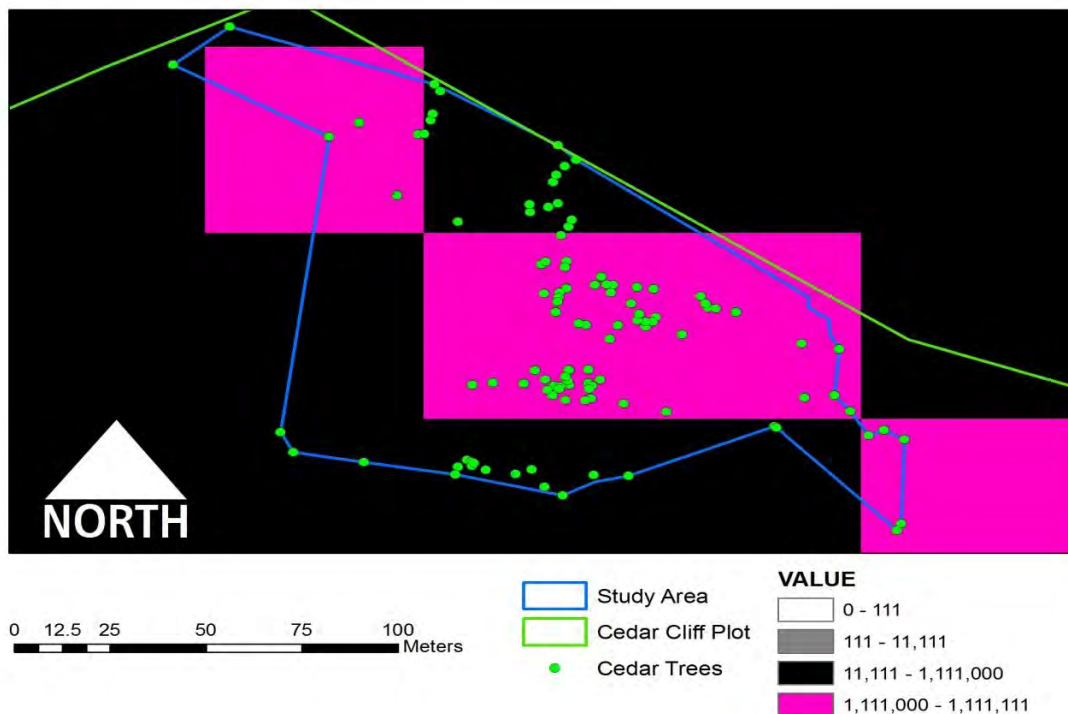 NORTH
0 12.5 25 50 75 100
Meters
Study Area
Cedar Cliff Plot
Cedar Trees
VALUE
0 - 111
111 - 11,111
11,111 - 1,111,000
1,111,000 - 1,111,111